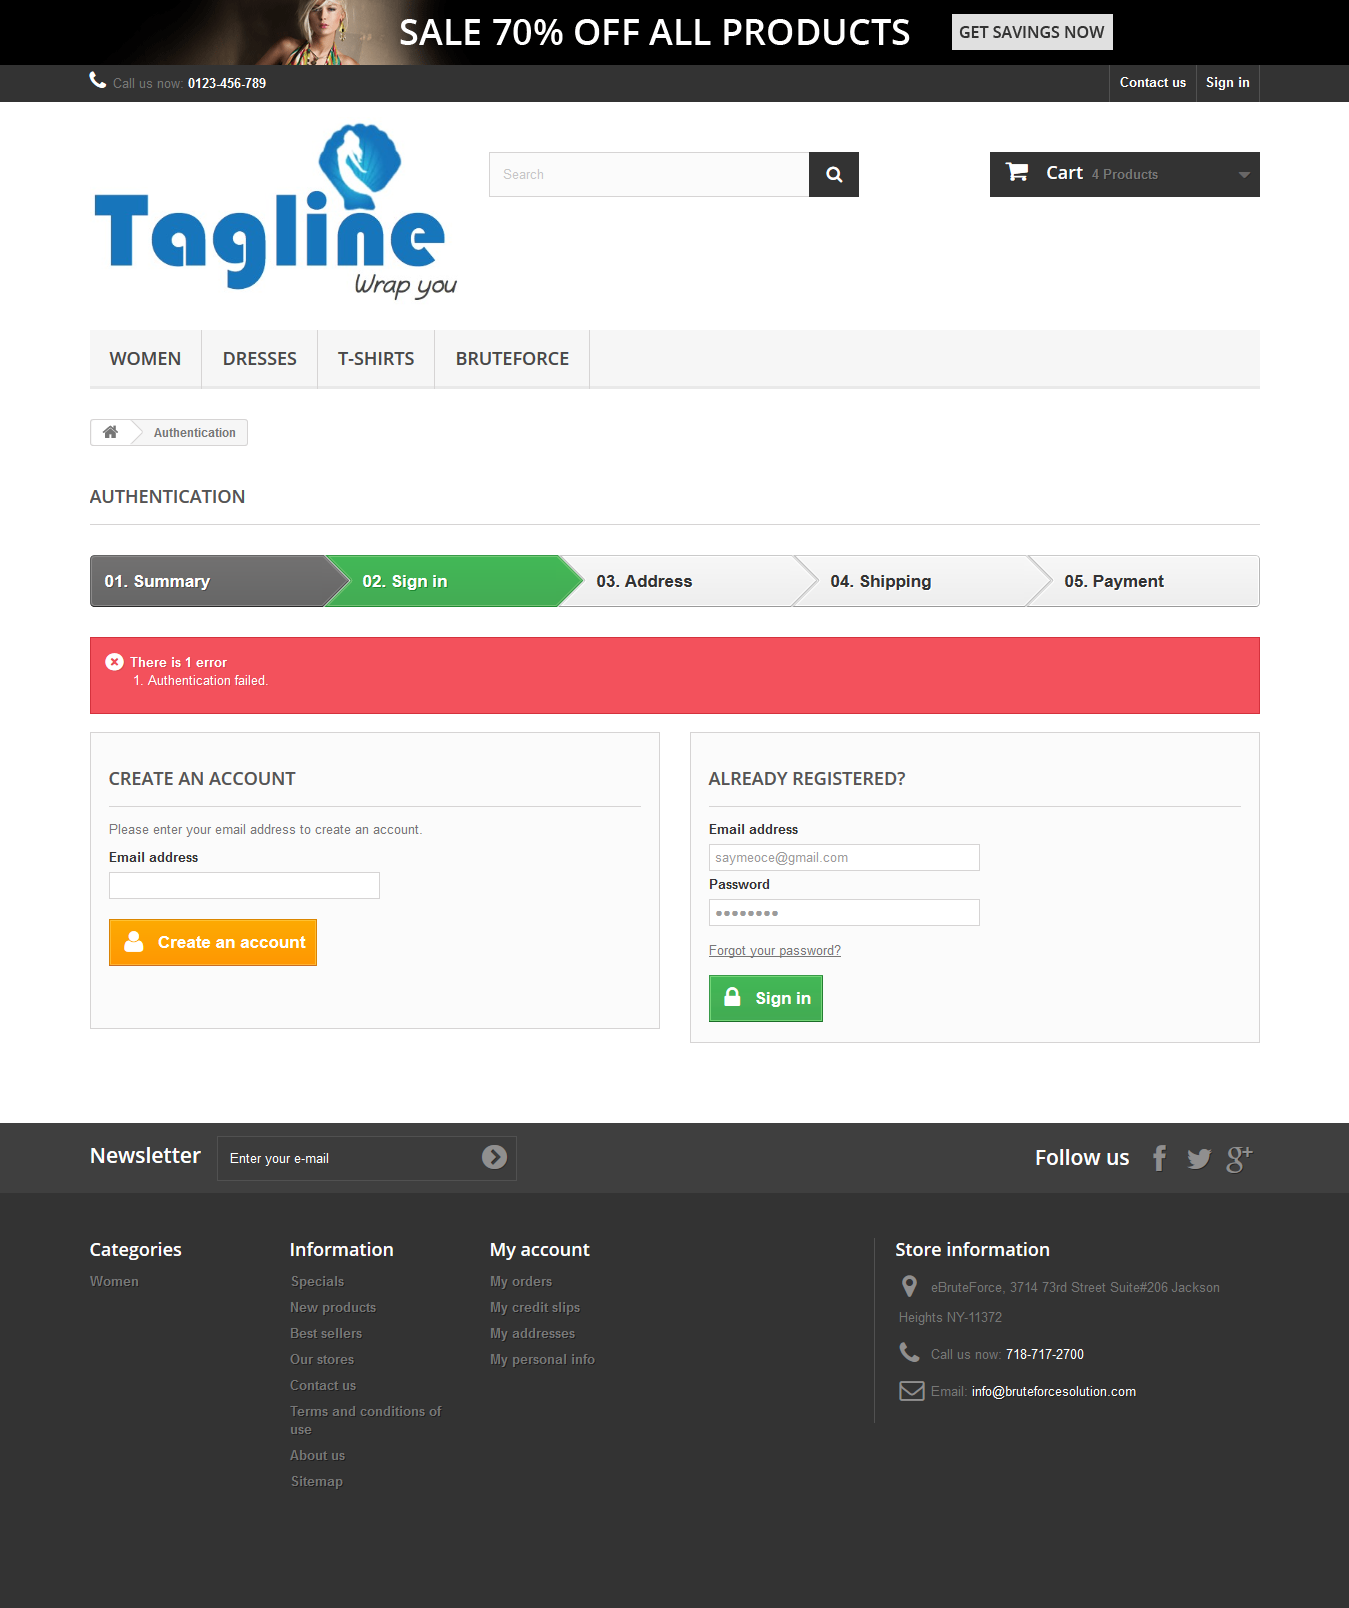 SALE 70% OFF ALL PRODUCTS
GET SAVINGS NOW
Call us now: 0123-456-789
Contact us
Sign in
Tagline
Wrap you
Search
Cart 4 Products
WOMEN
DRESSES
T-SHIRTS
BRUTEFORCE
Authentication
AUTHENTICATION
01. Summary
02. Sign in
03. Address
04. Shipping
05. Payment
There is 1 error
1. Authentication failed.
CREATE AN ACCOUNT
Please enter your email address to create an account.
Email address
Create an account
ALREADY REGISTERED?
Email address
saymeoce@gmail.com
Password
••••••••
Forgot your password?
Sign in
Newsletter
Enter your e-mail
Follow us
Categories
Women
Information
Specials
New products
Best sellers
Our stores
Contact us
Terms and conditions of
use
About us
Sitemap
My account
My orders
My credit slips
My addresses
My personal info
Store information
eBruteForce, 3714 73rd Street Suite#206 Jackson
Heights NY-11372
Call us now: 718-717-2700
Email: info@bruteforcesolution.com